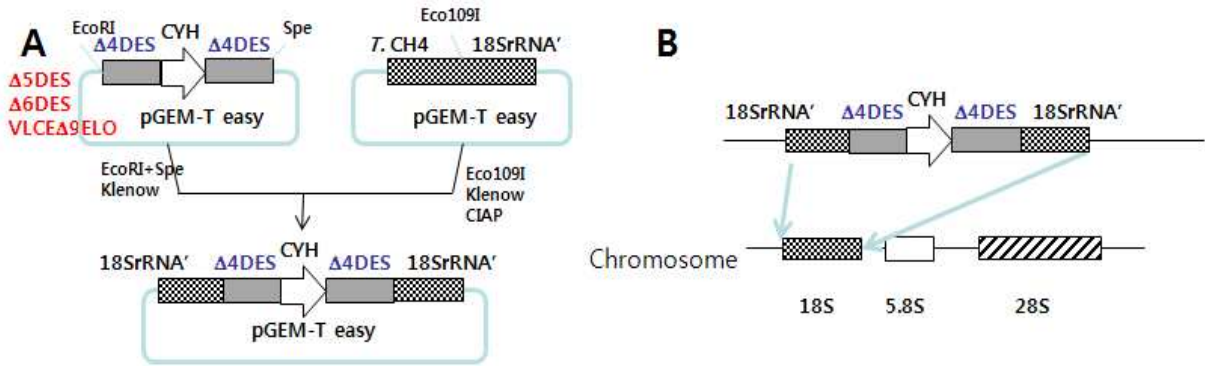 A
EcoRI
CYH
Spe
Δ4DES
Δ4DES
Δ5DES
Δ6DES
VLCEΔ9ELO
pGEM-T easy
Eco109I
T. CH4
18SrRNA′
pGEM-T easy
EcoRI+Spe
Klenow
Eco109I
Klenow
CIAP
CYH
18SrRNA′
Δ4DES
Δ4DES
18SrRNA′
pGEM-T easy
B
CYH
18SrRNA′
Δ4DES
Δ4DES
18SrRNA′
Chromosome
18S
5.8S
28S